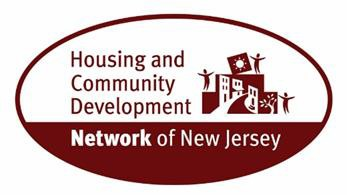 Housing and
Community
Development
Network of New Jersey